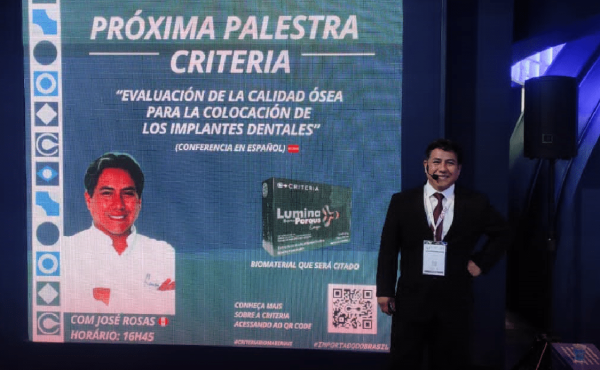 PRÓXIMA PALESTRA
CRITERIA
“EVALUACIÓN DE LA CALIDAD ÓSEA
PARA LA COLOCACIÓN DE
LOS IMPLANTES DENTALES”
(CONFERENCIA EN ESPAÑOL)
CRITERIA
Lumina
Porous
BIOMATERIAL QUE SERÁ CITADO
CONHEÇA MAIS
SOBRE A CRITERIA
ACESSANDO AO QR CODE
COM JOSÉ ROSAS
HORÁRIO: 16H45